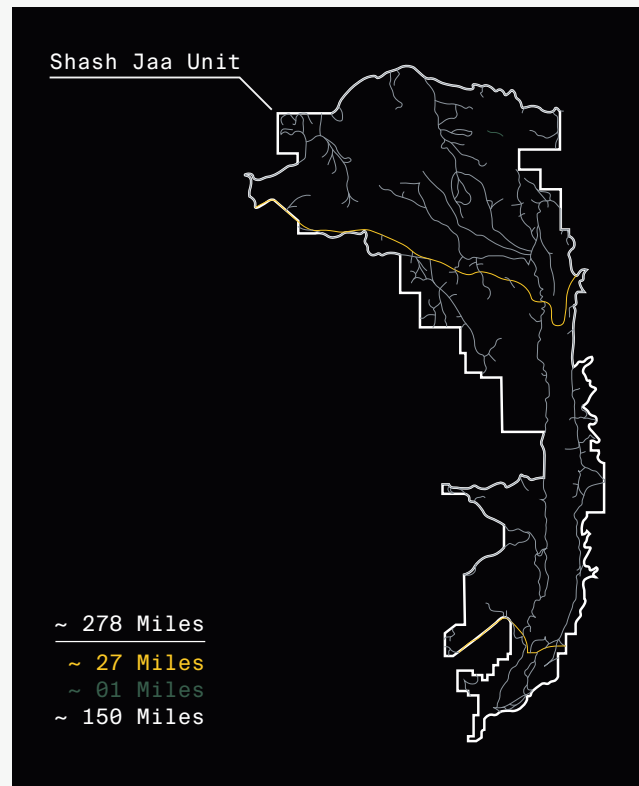 Shash Jaa Unit
~ 278 Miles
~ 27 Miles
~ 01 Miles
~ 150 Miles